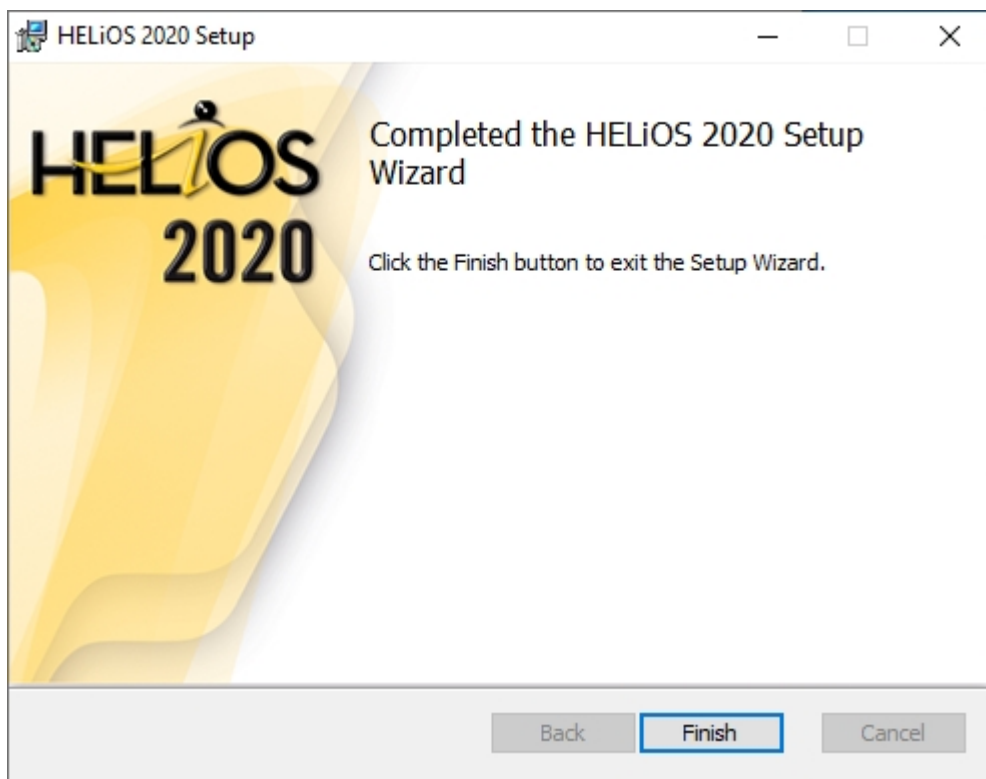 HELiOS 2020 Setup
HELiOS
2020
Completed the HELiOS 2020 Setup
Wizard
Click the Finish button to exit the Setup Wizard.
Back
Finish
Cancel